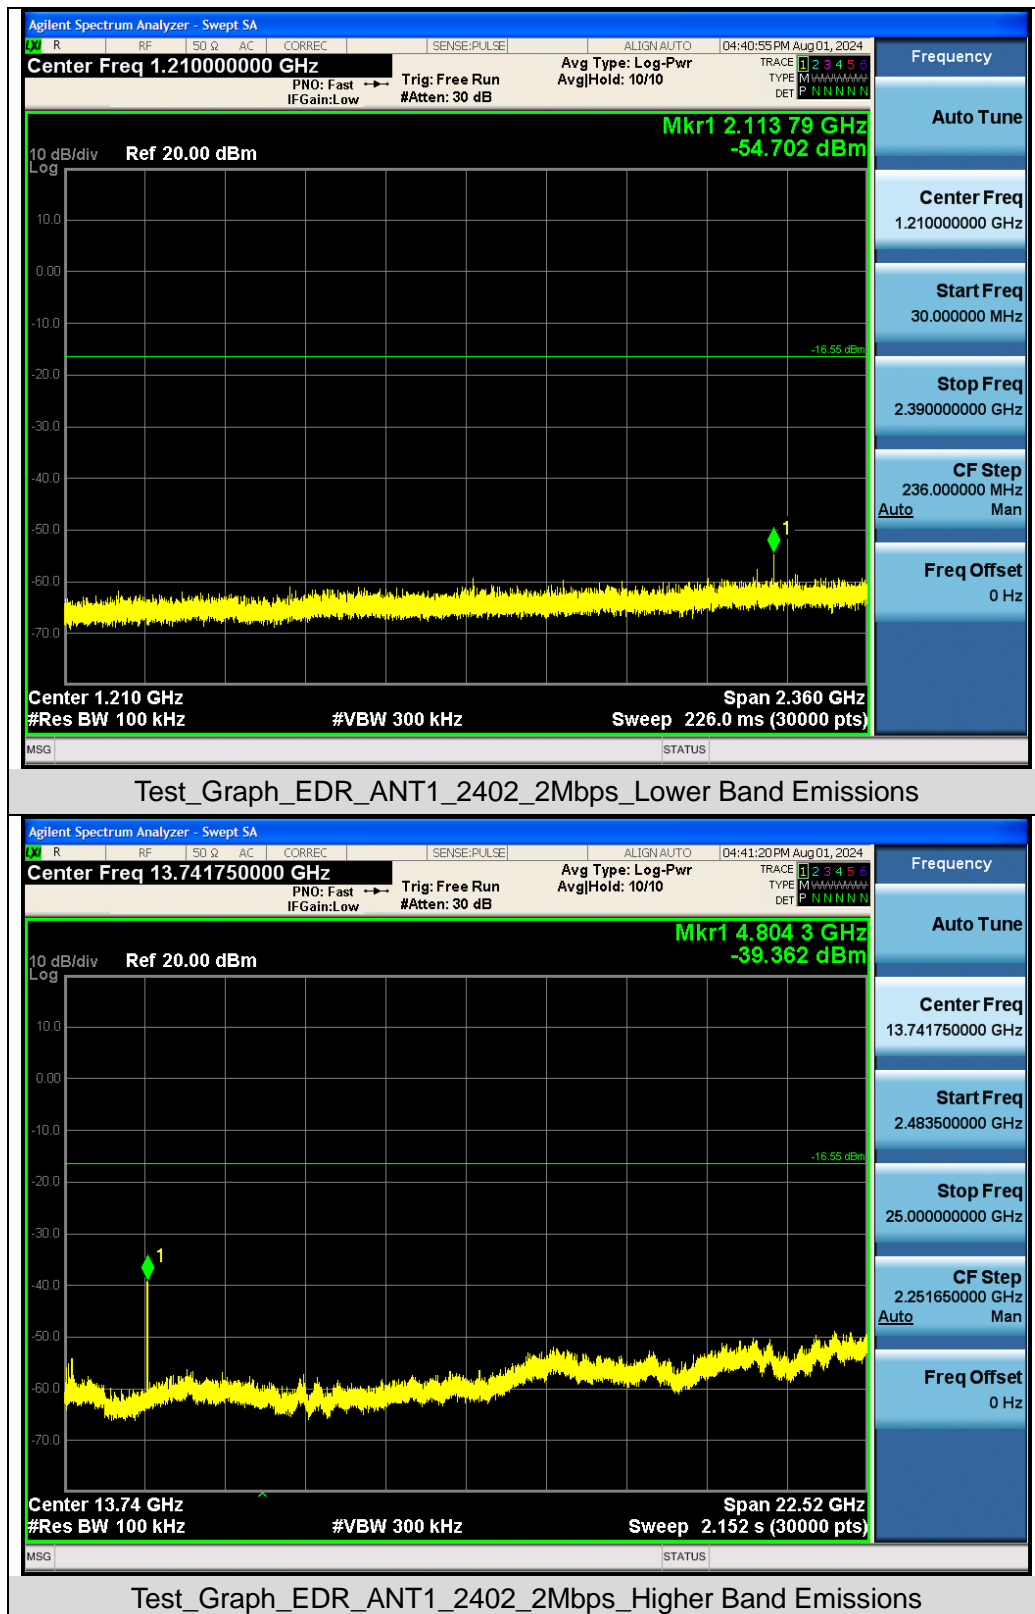 Agilent Spectrum Analyzer - Swept SA
LXI R RF 50 Ω AC CORREC SENSE:PULSE ALIGN AUTO 04:40:55 PM Aug 01, 2024
Center Freq 1.210000000 GHz Avg Type: Log-Pwr TRACE 1 2 3 4 5 6
PNO: Fast Trig: Free Run Avg|Hold: 10/10 TYPE M WWWWW
IFGain:Low #Atten: 30 dB DET P N N N N N
Frequency
Auto Tune
Mkr1 2.113 79 GHz
-54.702 dBm
10 dB/div Ref 20.00 dBm
Log
10.0
0.00
-10.0
-16.55 dBm
-20.0
-30.0
-40.0
-50.0
1
-60.0
-70.0
Center 1.210 GHz Span 2.360 GHz
#Res BW 100 kHz #VBW 300 kHz Sweep 226.0 ms (30000 pts)
Center Freq
1.210000000 GHz
Start Freq
30.000000 MHz
Stop Freq
2.390000000 GHz
CF Step
236.000000 MHz
Auto Man
Freq Offset
0 Hz
MSG STATUS
Test_Graph_EDR_ANT1_2402_2Mbps_Lower Band Emissions
Agilent Spectrum Analyzer - Swept SA
LXI R RF 50 Ω AC CORREC SENSE:PULSE ALIGN AUTO 04:41:20 PM Aug 01, 2024
Center Freq 13.741750000 GHz Avg Type: Log-Pwr TRACE 1 2 3 4 5 6
PNO: Fast Trig: Free Run Avg|Hold: 10/10 TYPE M WWWWW
IFGain:Low #Atten: 30 dB DET P N N N N N
Frequency
Auto Tune
Mkr1 4.804 3 GHz
-39.362 dBm
10 dB/div Ref 20.00 dBm
Log
10.0
0.00
-10.0
-16.55 dBm
-20.0
-30.0
1
-40.0
-50.0
-60.0
-70.0
Center 13.74 GHz Span 22.52 GHz
#Res BW 100 kHz #VBW 300 kHz Sweep 2.152 s (30000 pts)
Center Freq
13.741750000 GHz
Start Freq
2.483500000 GHz
Stop Freq
25.000000000 GHz
CF Step
2.251650000 GHz
Auto Man
Freq Offset
0 Hz
MSG STATUS
Test_Graph_EDR_ANT1_2402_2Mbps_Higher Band Emissions